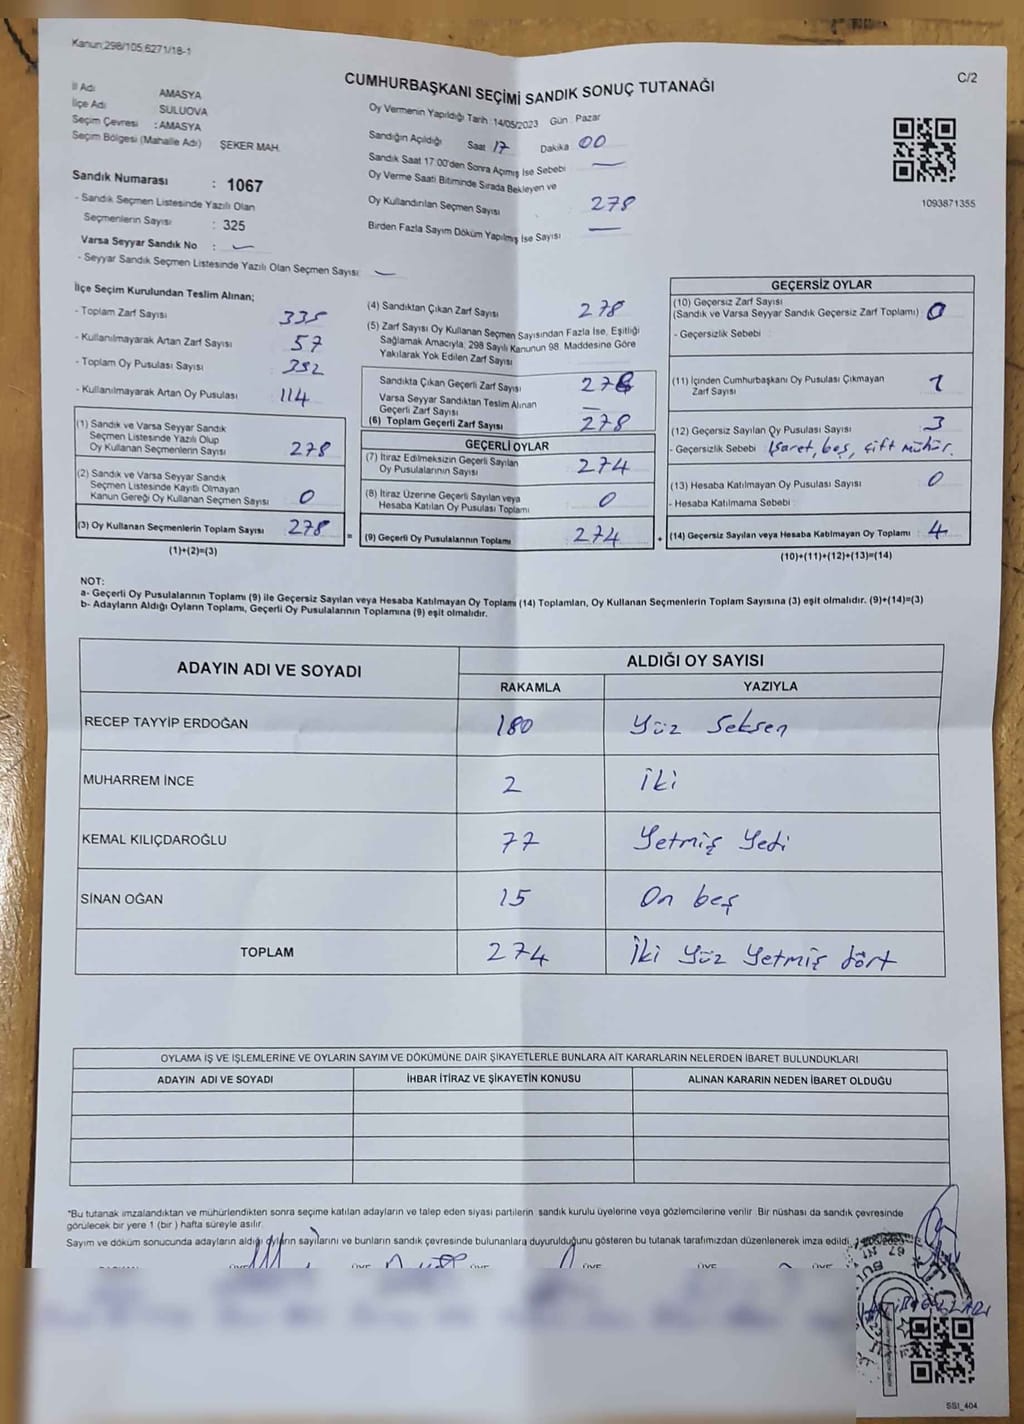 Kanun:298/105,6271/18-1
C/2
CUMHURBAŞKANI SEÇİMİ SANDIK SONUÇ TUTANAĞI
İl Adı AMASYA
İlçe Adı SULUOVA
Seçim Çevresi : AMASYA
Seçim Bölgesi (Mahalle Adı) ŞEKER MAH.
Sandık Numarası : 1067
- Sandık Seçmen Listesinde Yazılı Olan
Seçmenlerin Sayısı : 325
Varsa Seyyar Sandık No : —
- Seyyar Sandık Seçmen Listesinde Yazılı Olan Seçmen Sayısı: —
Oy Vermenin Yapıldığı Tarih :14/05/2023 Gün : Pazar
Sandığın Açıldığı Saat 17 Dakika 00
Sandık Saat 17:00'den Sonra Açımış İse Sebebi —
Oy Verme Saati Bitiminde Sırada Bekleyen ve
Oy Kullandırılan Seçmen Sayısı 278
Birden Fazla Sayım Döküm Yapılmış İse Sayısı —
1093871355
İlçe Seçim Kurulundan Teslim Alınan;
- Toplam Zarf Sayısı 335
- Kullanılmayarak Artan Zarf Sayısı 57
- Toplam Oy Pusulası Sayısı 392
- Kullanılmayarak Artan Oy Pusulası 114
(1) Sandık ve Varsa Seyyar Sandık
Seçmen Listesinde Yazılı Olup
Oy Kullanan Seçmenlerin Sayısı 278
(2) Sandık ve Varsa Seyyar Sandık
Seçmen Listesinde Kayıtlı Olmayan
Kanun Gereği Oy Kullanan Seçmen Sayısı 0
(3) Oy Kullanan Seçmenlerin Toplam Sayısı 278 =
(1)+(2)=(3)
(4) Sandıktan Çıkan Zarf Sayısı 278
(5) Zarf Sayısı Oy Kullanan Seçmen Sayısından Fazla İse, Eşitliği
Sağlamak Amacıyla, 298 Sayılı Kanunun 98. Maddesine Göre
Yakılarak Yok Edilen Zarf Sayısı
Sandıkta Çıkan Geçerli Zarf Sayısı 278
Varsa Seyyar Sandıktan Teslim Alınan
Geçerli Zarf Sayısı —
(6) Toplam Geçerli Zarf Sayısı 278
GEÇERLİ OYLAR
(7) İtiraz Edilmeksizin Geçerli Sayılan
Oy Pusulalarının Sayısı 274
(8) İtiraz Üzerine Geçerli Sayılan veya
Hesaba Katılan Oy Pusulası Toplamı 0
(9) Geçerli Oy Pusulalarının Toplamı 274 +
GEÇERSİZ OYLAR
(10) Geçersiz Zarf Sayısı
(Sandık ve Varsa Seyyar Sandık Geçersiz Zarf Toplamı) 0
- Geçersizlik Sebebi :
(11) İçinden Cumhurbaşkanı Oy Pusulası Çıkmayan
Zarf Sayısı 1
(12) Geçersiz Sayılan Oy Pusulası Sayısı 3
- Geçersizlik Sebebi İşaret, boş, çift mühür.
(13) Hesaba Katılmayan Oy Pusulası Sayısı 0
- Hesaba Katılmama Sebebi
(14) Geçersiz Sayılan veya Hesaba Katılmayan Oy Toplamı : 4
(10)+(11)+(12)+(13)=(14)
NOT:
a- Geçerli Oy Pusulalarının Toplamı (9) ile Geçersiz Sayılan veya Hesaba Katılmayan Oy Toplamı (14) Toplamları, Oy Kullanan Seçmenlerin Toplam Sayısına (3) eşit olmalıdır. (9)+(14)=(3)
b- Adayların Aldığı Oyların Toplamı, Geçerli Oy Pusulalarının Toplamına (9) eşit olmalıdır.
ADAYIN ADI VE SOYADI
ALDIĞI OY SAYISI
RAKAMLA YAZIYLA
RECEP TAYYİP ERDOĞAN 180 Yüz Seksen
MUHARREM İNCE 2 İki
KEMAL KILIÇDAROĞLU 77 Yetmiş Yedi
SİNAN OĞAN 15 On beş
TOPLAM 274 İki Yüz Yetmiş dört
OYLAMA İŞ VE İŞLEMLERİNE VE OYLARIN SAYIM VE DÖKÜMÜNE DAİR ŞİKAYETLERLE BUNLARA AİT KARARLARIN NELERDEN İBARET BULUNDUKLARI
ADAYIN ADI VE SOYADI İHBAR İTİRAZ VE ŞİKAYETİN KONUSU ALINAN KARARIN NEDEN İBARET OLDUĞU
*Bu tutanak imzalandıktan ve mühürlendikten sonra seçime katılan adayların ve talep eden siyasi partilerin sandık kurulu üyelerine veya gözlemcilerine verilir. Bir nüshası da sandık çevresinde
görülecek bir yere 1 (bir ) hafta süreyle asılır.
Sayım ve döküm sonucunda adayların aldığı oyların sayılarını ve bunların sandık çevresinde bulunanlara duyurulduğunu gösteren bu tutanak tarafımızdan düzenlenerek imza edildi.
ÜYE ÜYE ÜYE ÜYE ÜYE
SSI_404